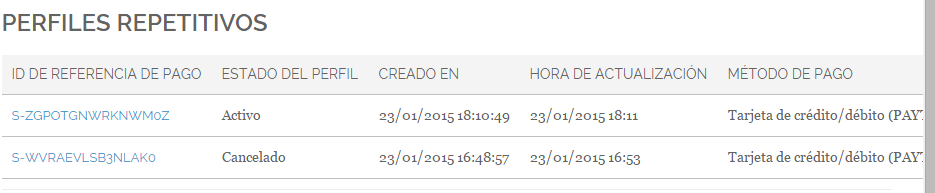 PERFILES REPETITIVOS
ID DE REFERENCIA DE PAGO ESTADO DEL PERFIL CREADO EN HORA DE ACTUALIZACIÓN MÉTODO DE PAGO
S-ZGPOTGNWRKNWM0Z Activo 23/01/2015 18:10:49 23/01/2015 18:11 Tarjeta de crédito/débito (PAYT
S-WVRAEVLSB3NLAK0 Cancelado 23/01/2015 16:48:57 23/01/2015 16:53 Tarjeta de crédito/débito (PAYT